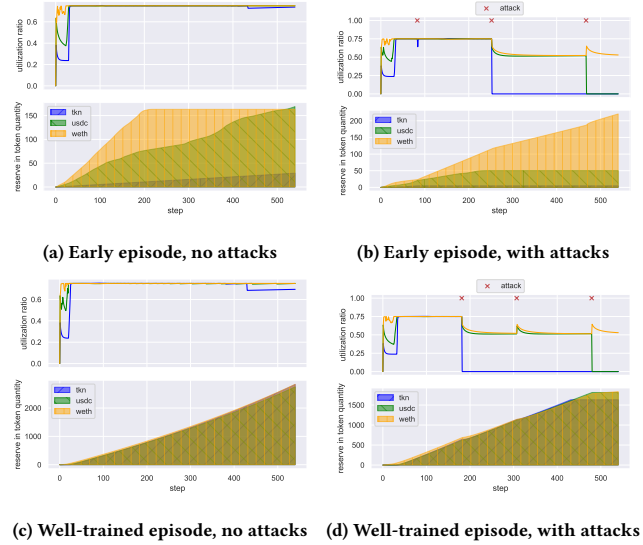 utilization ratio
0.6
0.4
0.2
0.0
reserve in token quantity
150
100
50
0
tkn
usdc
weth
0 100 200 300 400 500
step
(a) Early episode, no attacks
attack
utilization ratio
1.00
0.75
0.50
0.25
0.00
reserve in token quantity
200
150
100
50
0
tkn
usdc
weth
0 100 200 300 400 500
step
(b) Early episode, with attacks
utilization ratio
0.6
0.4
0.2
0.0
reserve in token quantity
2000
1000
0
tkn
usdc
weth
0 100 200 300 400 500
step
(c) Well-trained episode, no attacks
attack
utilization ratio
1.00
0.75
0.50
0.25
0.00
reserve in token quantity
1500
1000
500
0
tkn
usdc
weth
0 100 200 300 400 500
step
(d) Well-trained episode, with attacks